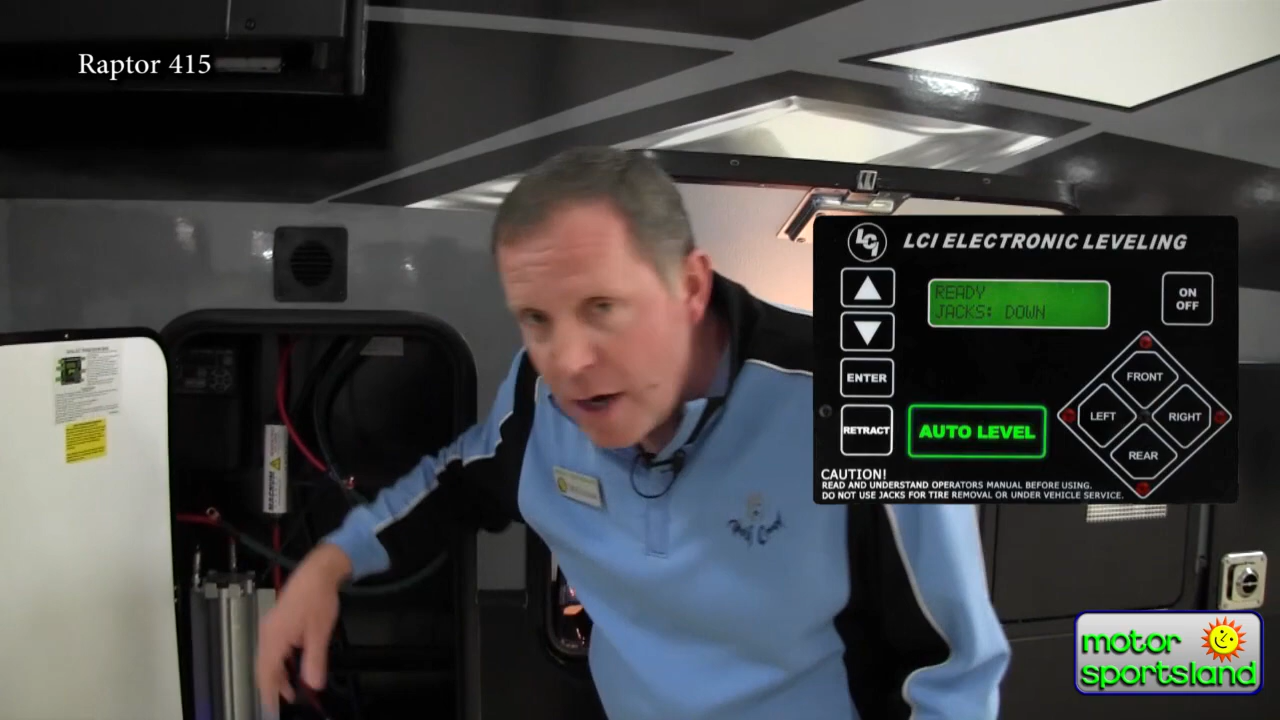 Raptor 415
LCI
LCI ELECTRONIC LEVELING
READY
JACKS: DOWN
ON
OFF
ENTER
FRONT
LEFT
RIGHT
RETRACT
AUTO LEVEL
REAR
CAUTION!
READ AND UNDERSTAND OPERATORS MANUAL BEFORE USING.
DO NOT USE JACKS FOR TIRE REMOVAL OR UNDER VEHICLE SERVICE.
motor
sportsland